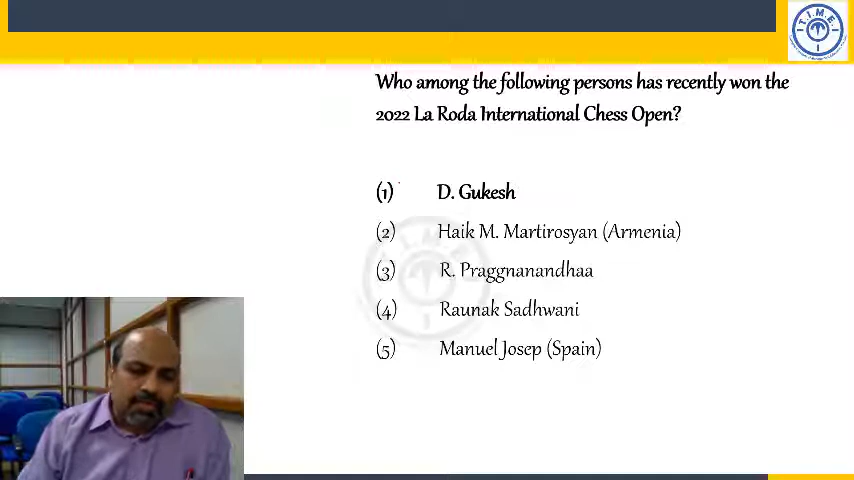 T.I.M.E.
Who among the following persons has recently won the
2022 La Roda International Chess Open?
(1) D. Gukesh
(2) Haik M. Martirosyan (Armenia)
(3) R. Praggnanandhaa
(4) Raunak Sadhwani
(5) Manuel Josep (Spain)